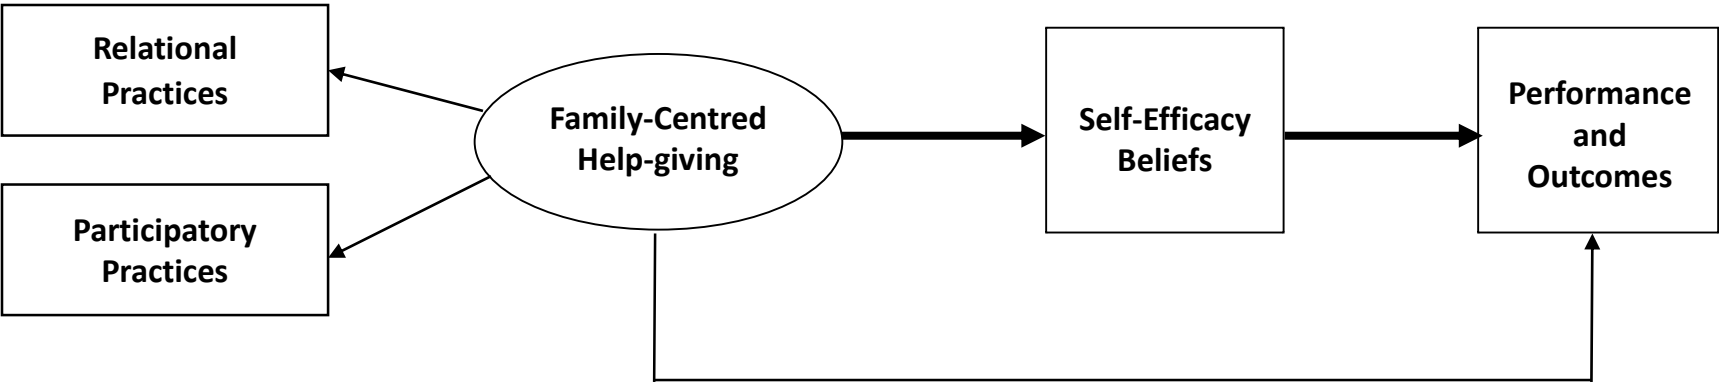 Relational
Practices
Participatory
Practices
Family-Centred
Help-giving
Self-Efficacy
Beliefs
Performance
and
Outcomes